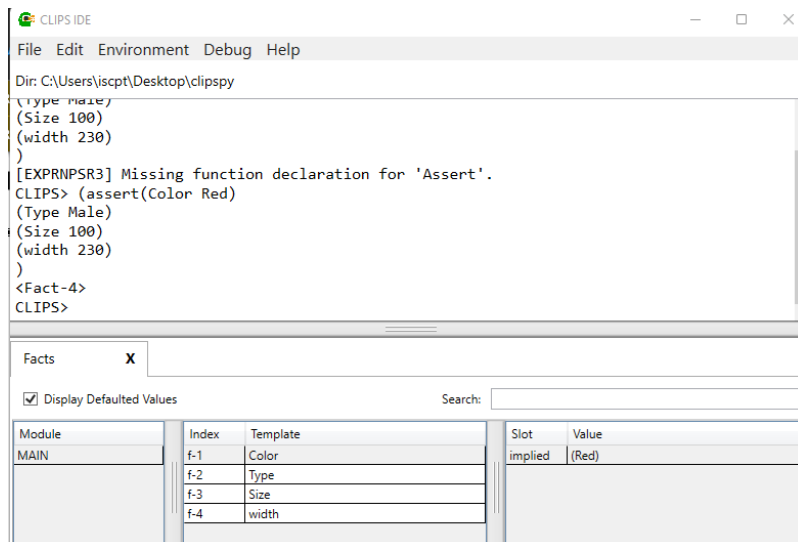 CLIPS IDE
File Edit Environment Debug Help
Dir: C:\Users\iscpt\Desktop\clipspy
(Type Male)
(Size 100)
(width 230)
)
[EXPRNPSR3] Missing function declaration for 'Assert'.
CLIPS> (assert(Color Red)
(Type Male)
(Size 100)
(width 230)
)
<Fact-4>
CLIPS>
Facts X
Display Defaulted Values Search:
Module Index Template Slot Value
MAIN f-1 Color implied (Red)
f-2 Type
f-3 Size
f-4 width